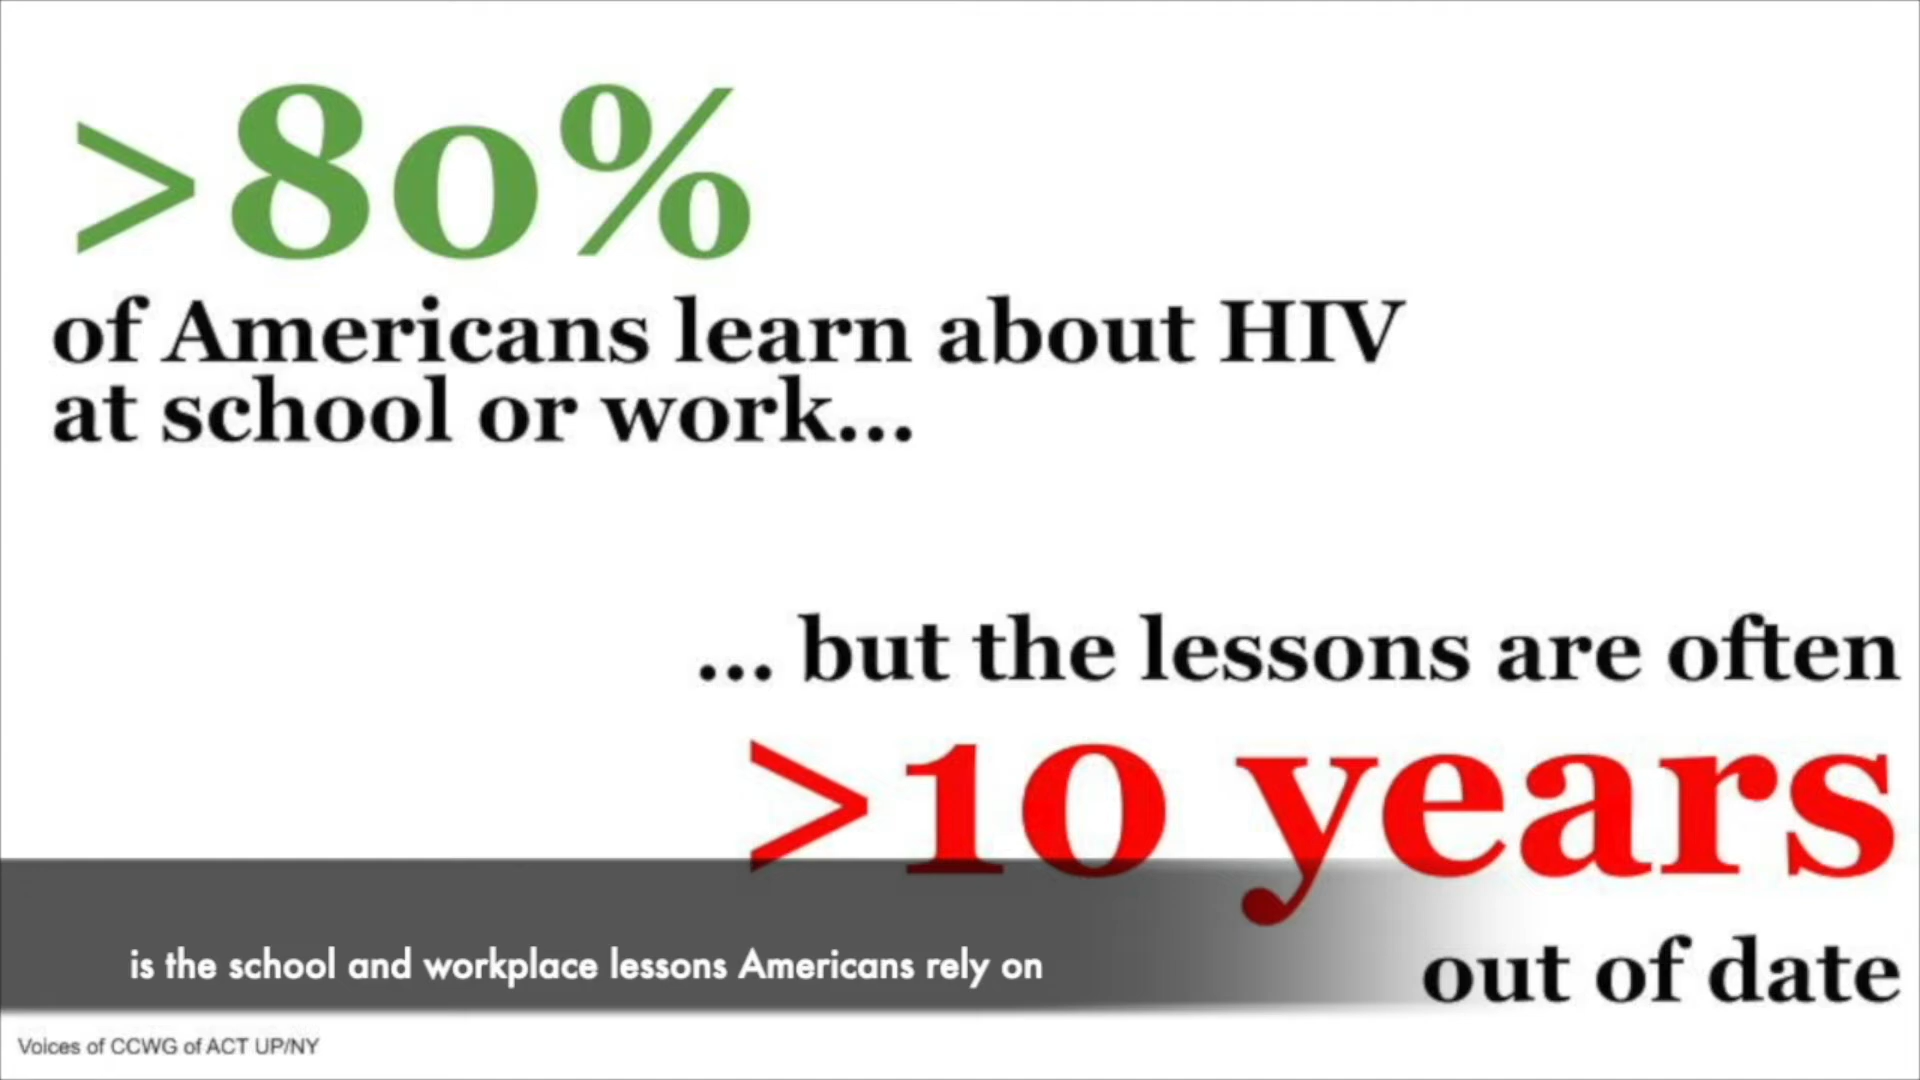 >80%
of Americans learn about HIV
at school or work...
... but the lessons are often
>10 years
out of date
is the school and workplace lessons Americans rely on
Voices of CCWG of ACT UP/NY